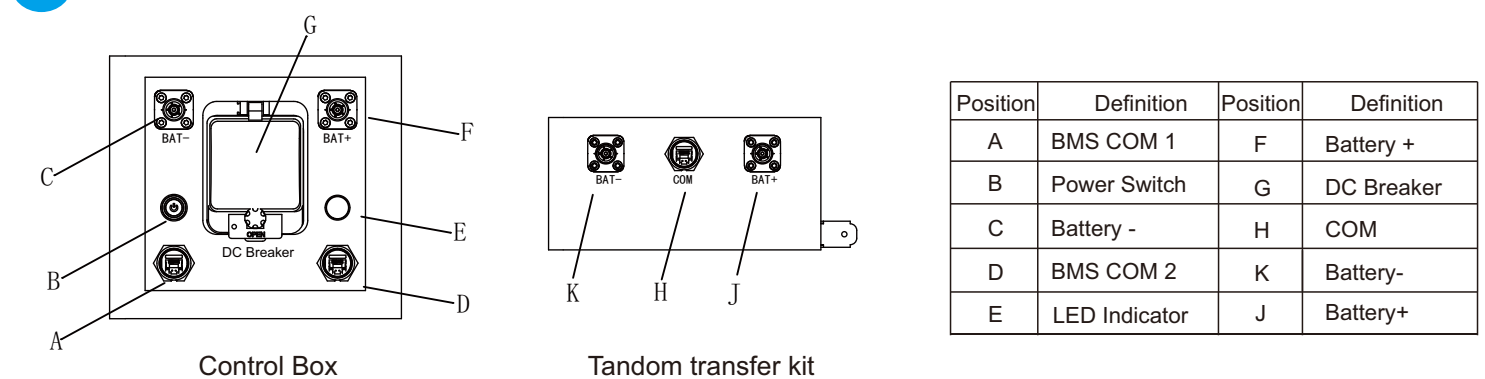 G
BAT-
BAT+
F
C
OPEN
E
DC Breaker
B
D
A
Control Box
BAT-
COM
BAT+
K
H
J
Tandom transfer kit
Position Definition Position Definition
A BMS COM 1 F Battery +
B Power Switch G DC Breaker
C Battery - H COM
D BMS COM 2 K Battery-
E LED Indicator J Battery+